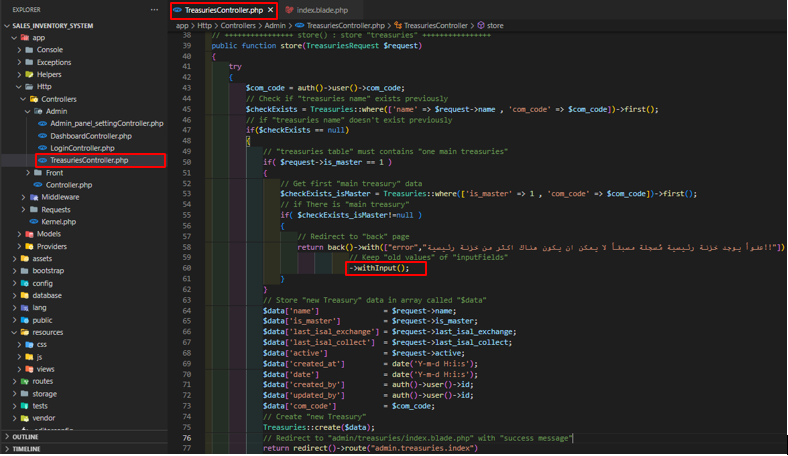 EXPLORER
···
TreasuriesController.php
index.blade.php
SALES_INVENTORY_SYSTEM
app
Console
Exceptions
Helpers
Http
Controllers
Admin
Admin_panel_settingController.php
DashboardController.php
LoginController.php
TreasuriesController.php
Front
Controller.php
Middleware
Requests
Kernel.php
Models
Providers
assets
bootstrap
config
database
lang
public
resources
css
js
views
routes
storage
tests
vendor
.editorconfig
OUTLINE
TIMELINE
app > Http > Controllers > Admin > TreasuriesController.php > TreasuriesController > store
38 // ++++++++++++++++ store() : store "treasuries" ++++++++++++++++
39 public function store(TreasuriesRequest $request)
40 {
41 try
42 {
43 $com_code = auth()->user()->com_code;
44 // Check if "treasuries name" exists previously
45 $checkExists = Treasuries::where(['name' => $request->name , 'com_code' => $com_code])->first();
46 // if "treasuries name" doesn't exist previously
47 if($checkExists == null)
48 {
49 // "treasuries table" must contains "one main treasuries"
50 if( $request->is_master == 1 )
51 {
52 // Get first "main treasury" data
53 $checkExists_isMaster = Treasuries::where(['is_master' => 1 , 'com_code' => $com_code])->first();
54 // if There is "main treasury"
55 if( $checkExists_isMaster!=null )
56 {
57 // Redirect to "back" page
58 return back()->with(["error","عفواً يوجد خزنة رئيسية مُسجلة مسبقاً لا يمكن ان يكون هناك اكثر من خزنة رئيسية!!"])
59 // Keep "old values" of "inputFields"
60 ->withInput();
61 }
62 }
63 // Store "new Treasury" data in array called "$data"
64 $data['name'] = $request->name;
65 $data['is_master'] = $request->is_master;
66 $data['last_isal_exchange'] = $request->last_isal_exchange;
67 $data['last_isal_collect'] = $request->last_isal_collect;
68 $data['active'] = $request->active;
69 $data['created_at'] = date('Y-m-d H:i:s');
70 $data['date'] = date('Y-m-d H:i:s');
71 $data['created_by'] = auth()->user()->id;
72 $data['updated_by'] = auth()->user()->id;
73 $data['com_code'] = $com_code;
74 // Create "new Treasury"
75 Treasuries::create($data);
76 // Redirect to "admin/treasuries/index.blade.php" with "success message"
77 return redirect()->route("admin.treasuries.index")